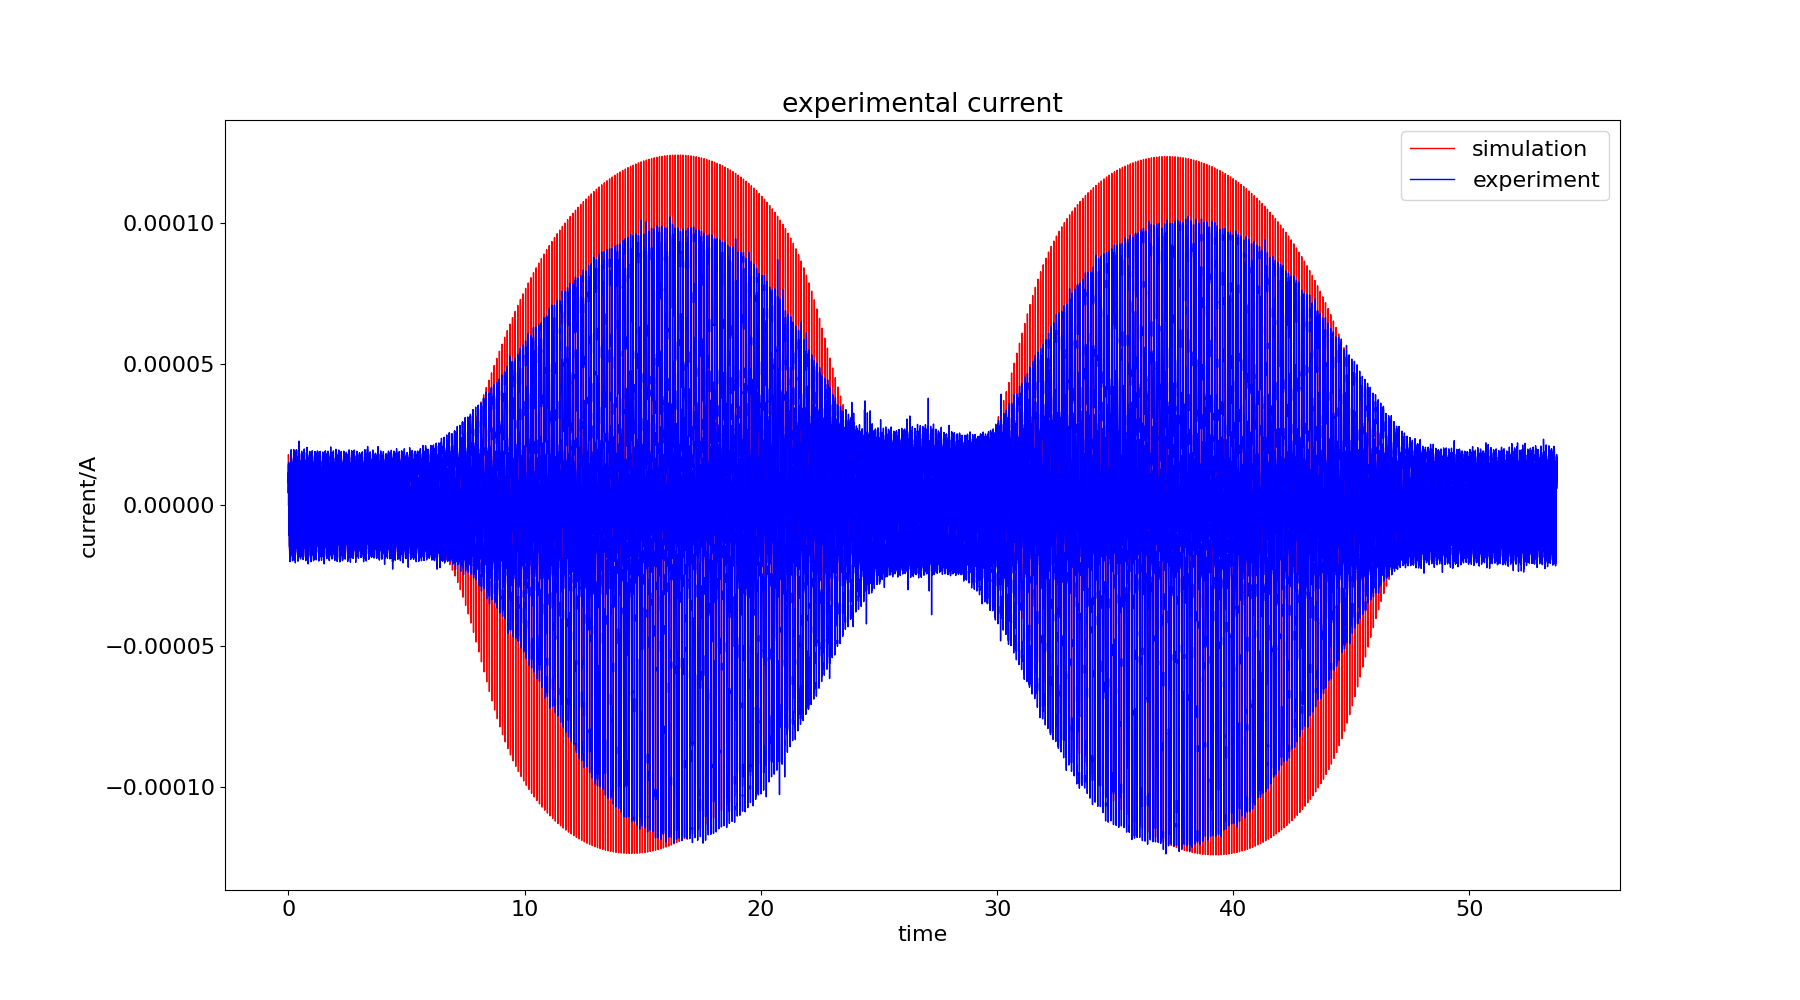 experimental current
simulation
experiment
0.00010
0.00005
0.00000
−0.00005
−0.00010
current/A
0 10 20 30 40 50
time